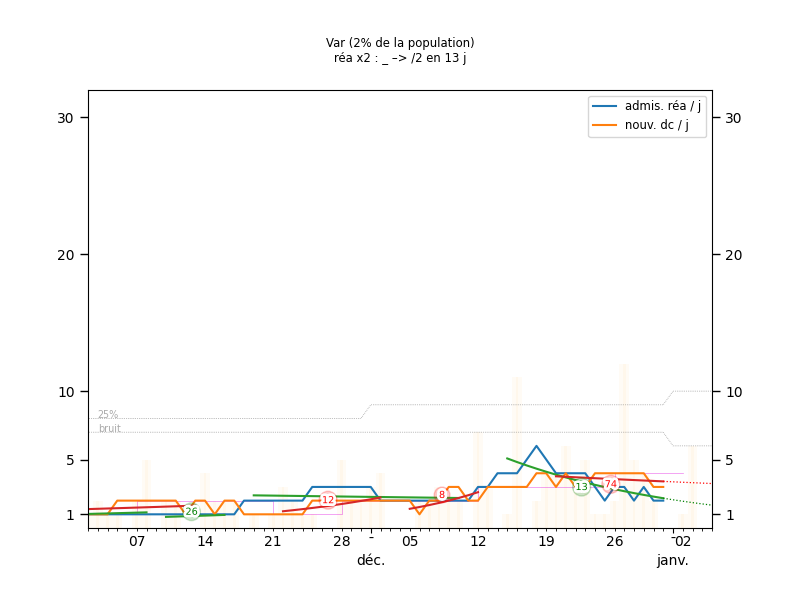 Var (2% de la population)
réa x2 : _ –> /2 en 13 j
admis. réa / j
nouv. dc / j
30 30
20 20
10 10
25%
bruit
5 5
1 1
26 12 8 13 74
07 14 21 28 - 05 12 19 26 - 02
déc. janv.